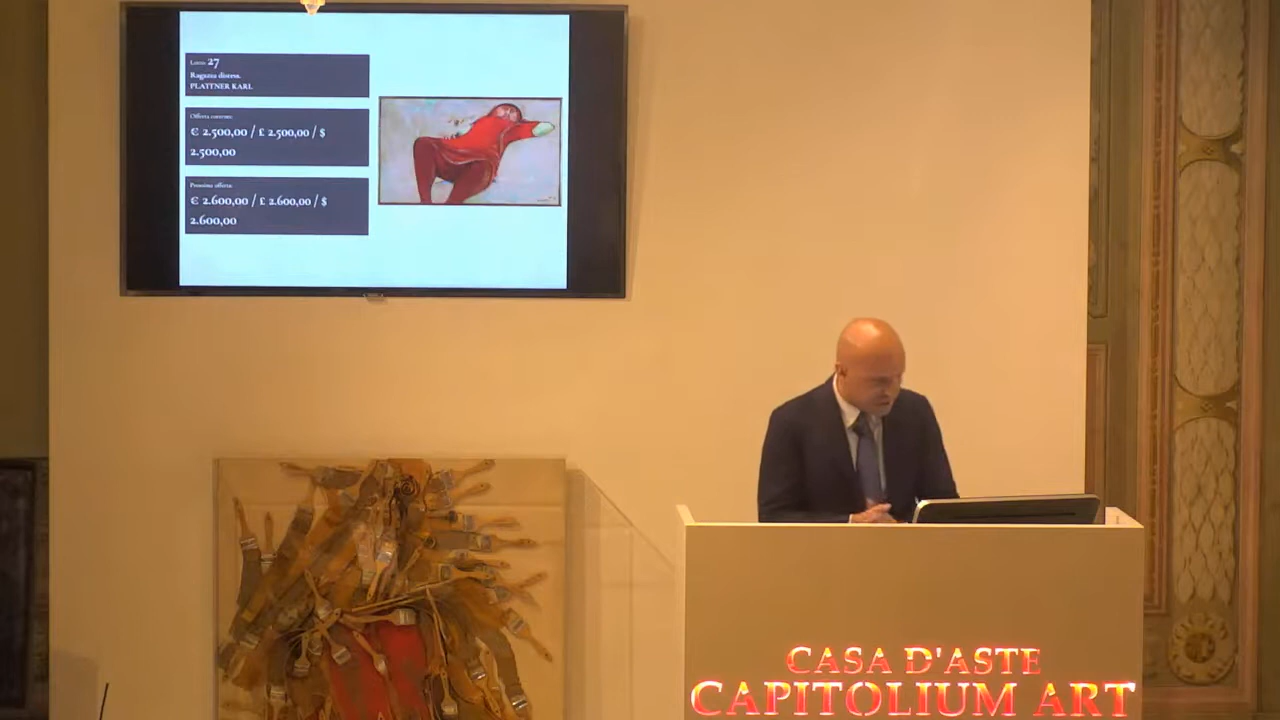 Lotto: 27
Ragazza distesa.
PLATTNER KARL
Offerta corrente:
€ 2.500,00 / £ 2.500,00 / $
2.500,00
Prossima offerta:
€ 2.600,00 / £ 2.600,00 / $
2.600,00
CASA D'ASTE
CAPITOLIUM ART